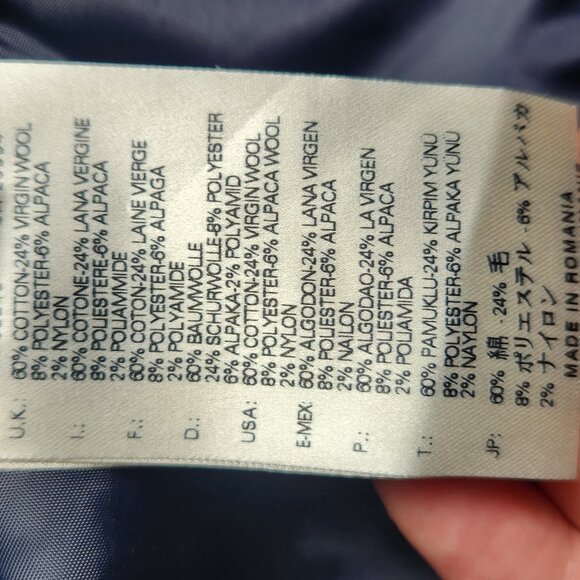 U.K.: 60% COTTON-24% VIRGIN WOOL
8% POLYESTER-6% ALPACA
2% NYLON
I.: 60% COTONE-24% LANA VERGINE
8% POLIESTERE-6% ALPACA
2% POLIAMMIDE
F.: 60% COTON-24% LAINE VIERGE
8% POLYESTER-6% ALPAGA
2% POLYAMIDE
D.: 60% BAUMWOLLE
24% SCHURWOLLE-8% POLYESTER
6% ALPAKA-2% POLYAMID
USA: 60% COTTON-24% VIRGIN WOOL
8% POLYESTER-6% ALPACA WOOL
2% NYLON
E-MEX: 60% ALGODON-24% LANA VIRGEN
8% POLIESTER-6% ALPACA
2% NAILON
P.: 60% ALGODAO-24% LA VIRGEN
8% POLIESTER-6% ALPACA
2% POLIAMIDA
T.: 60% PAMUKLU-24% KIRPIM YÜNÜ
8% POLYESTER-6% ALPAKA YÜNÜ
2% NAYLON
JP: 60% 綿 -24% 毛
8% ポリエステル -6% アルパカ
2% ナイロン
MADE IN ROMANIA